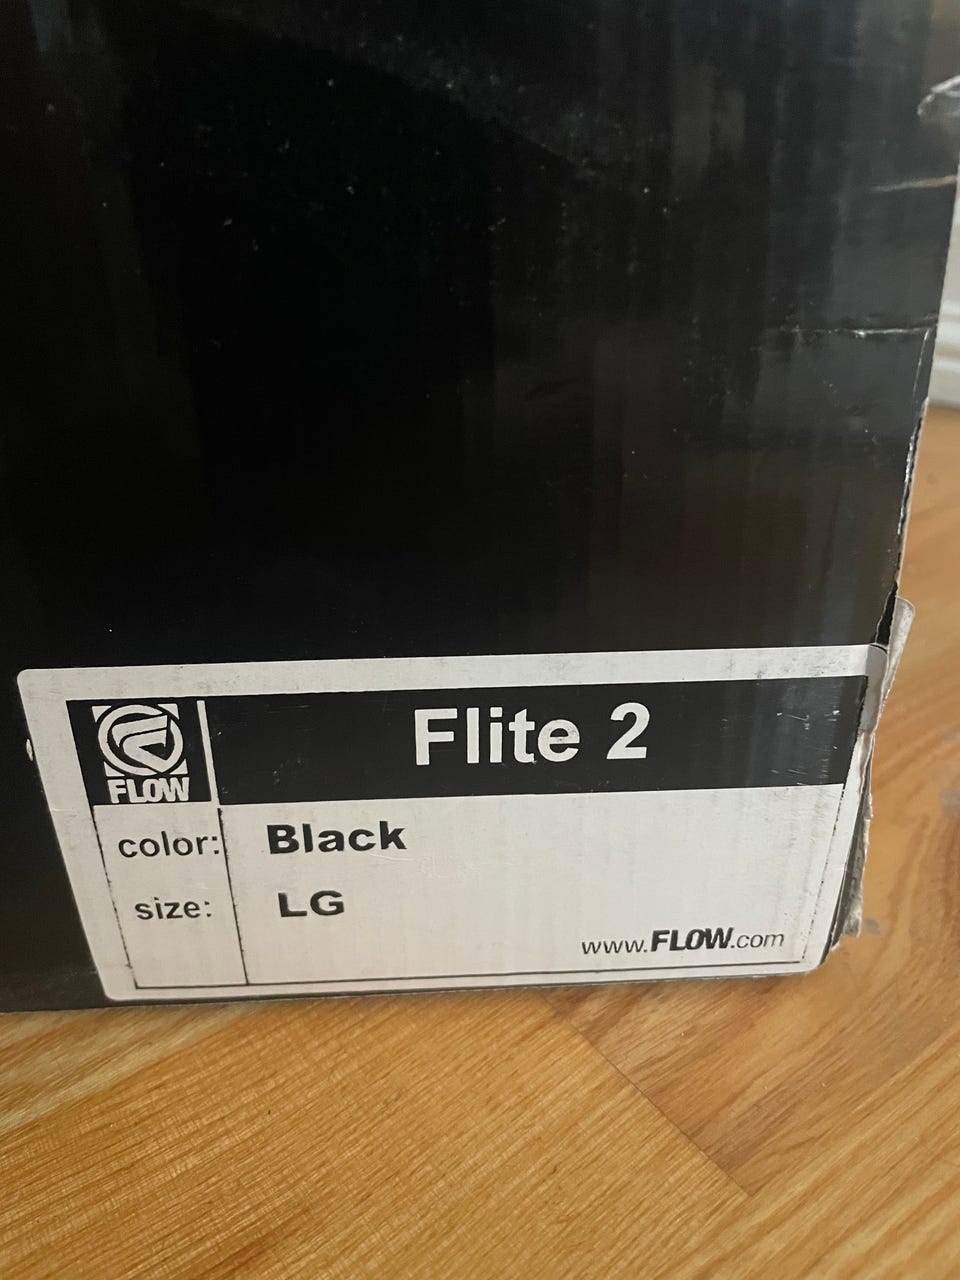 Flite 2
FLOW
color: Black
size: LG
www.FLOW.com